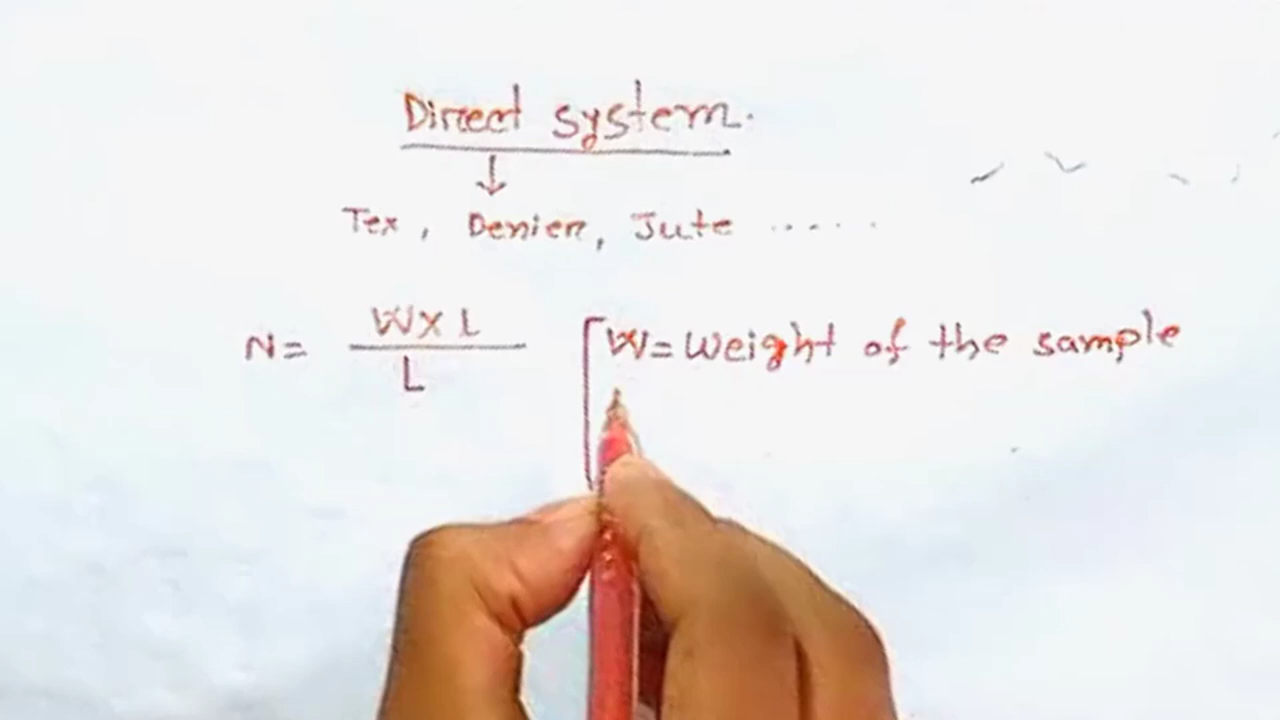 Direct system.
↓
Tex, Denier, Jute .....
N= W×L / L
[W=Weight of the sample